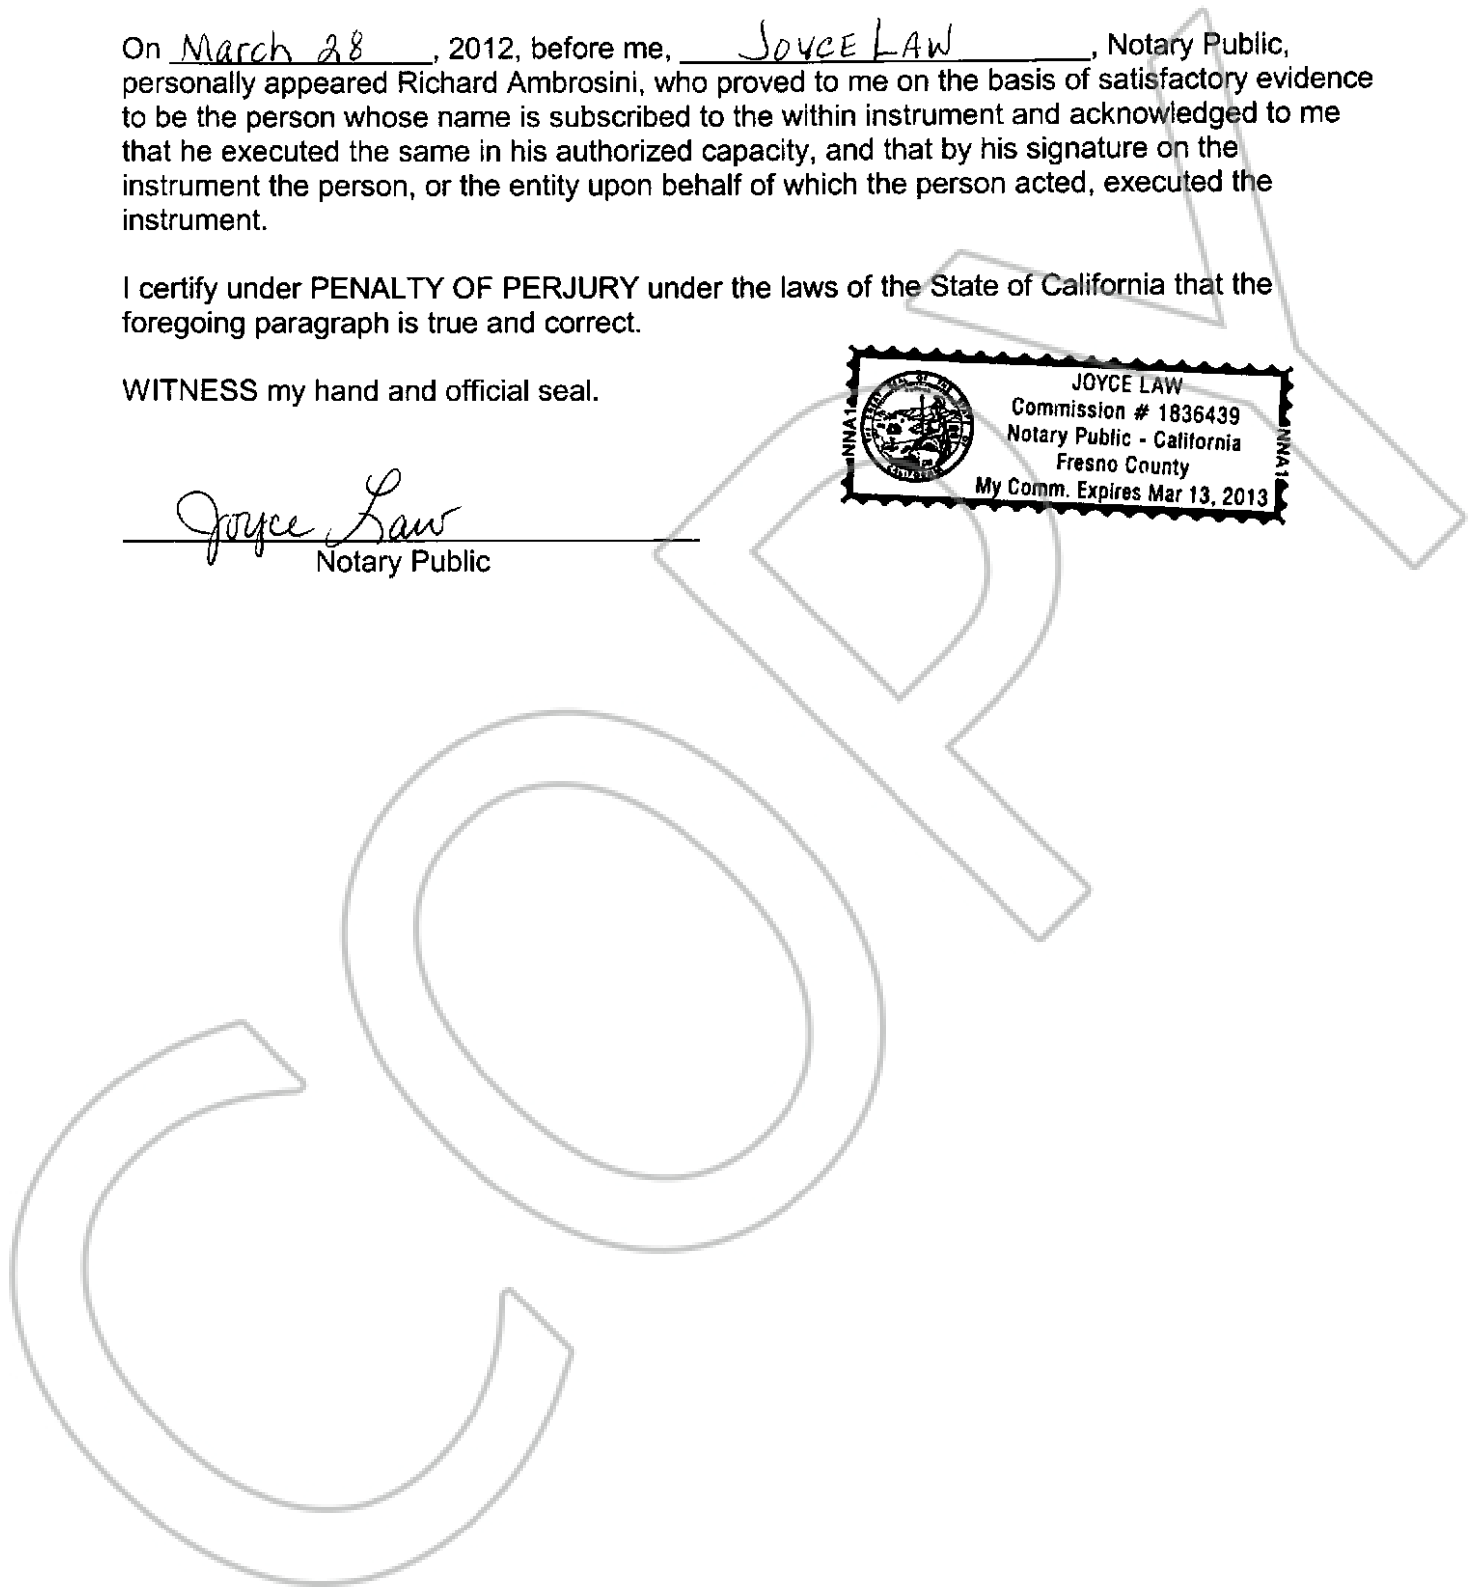 On March 28, 2012, before me, JOYCE LAW, Notary Public,
personally appeared Richard Ambrosini, who proved to me on the basis of satisfactory evidence
to be the person whose name is subscribed to the within instrument and acknowledged to me
that he executed the same in his authorized capacity, and that by his signature on the
instrument the person, or the entity upon behalf of which the person acted, executed the
instrument.
I certify under PENALTY OF PERJURY under the laws of the State of California that the
foregoing paragraph is true and correct.
WITNESS my hand and official seal.
JOYCE LAW
Commission # 1836439
Notary Public - California
Fresno County
My Comm. Expires Mar 13, 2013
NNA1
NNA1
Joyce Law
Notary Public
COPY